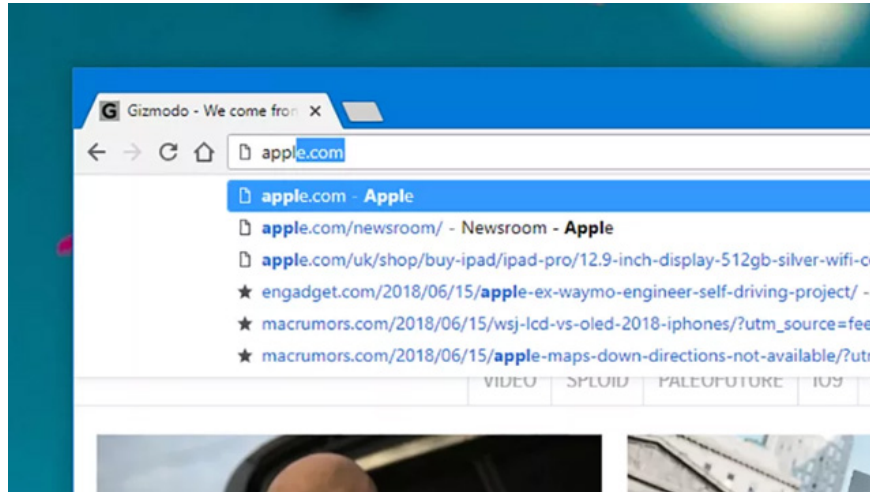 G Gizmodo - We come fron
apple.com
apple.com - Apple
apple.com/newsroom/ - Newsroom - Apple
apple.com/uk/shop/buy-ipad/ipad-pro/12.9-inch-display-512gb-silver-wifi-c
engadget.com/2018/06/15/apple-ex-waymo-engineer-self-driving-project/ -
macrumors.com/2018/06/15/wsj-lcd-vs-oled-2018-iphones/?utm_source=fee
macrumors.com/2018/06/15/apple-maps-down-directions-not-available/?ut
VIDEO SPLOID PALEOFUTURE IO9